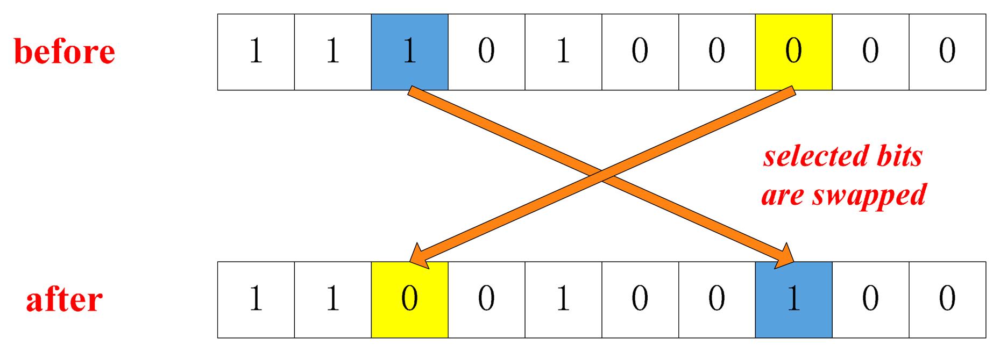 before 1 1 1 0 1 0 0 0 0 0
selected bits
are swapped
after 1 1 0 0 1 0 0 1 0 0